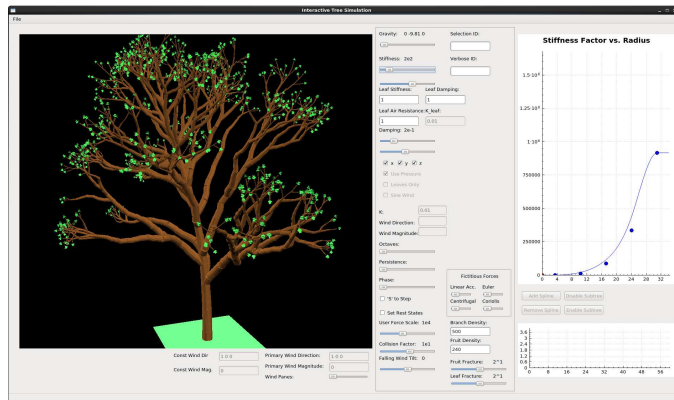 Interactive Tree Simulation
File
Gravity: 0 -9.81 0
Selection ID:
Stiffness: 2e2
Verbose ID:
Leaf Stiffness:
Leaf Damping:
1
1
Leaf Air Resistance:
K_leaf:
1
0.01
Damping: 2e-1
x y z
Use Pressure
Leaves Only
Sine Wind
K:
0.01
Wind Direction:
Wind Magnitude:
Octaves:
Persistence:
Phase:
'S' to Step
Set Rest States
User Force Scale: 1e4
Collision Factor: 1e1
Falling Wind Tilt: 0
Fictitious Forces
Linear Acc.
Euler
Centrifugal
Coriolis
Branch Density:
500
Fruit Density:
240
Fruit Fracture: 2^1
Leaf Fracture: 2^1
Const Wind Dir
1 0 0
Primary Wind Direction:
1 0 0
Const Wind Mag.
0
Primary Wind Magnitude:
0
Wind Panes:
Stiffness Factor vs. Radius
1.5·10⁶
1.25·10⁶
1·10⁶
750000
500000
250000
0
0 4 8 12 16 20 24 28 32
Add Spline
Disable Subtree
Remove Spline
Enable Subtree
3.6
3
2.4
1.8
1.2
0.6
0
0 8 16 24 32 40 48 56